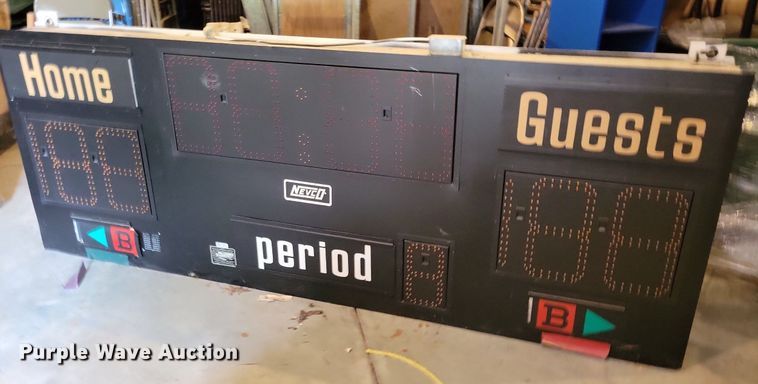 Home
Guests
NEVCO
period
B
B
Purple Wave Auction